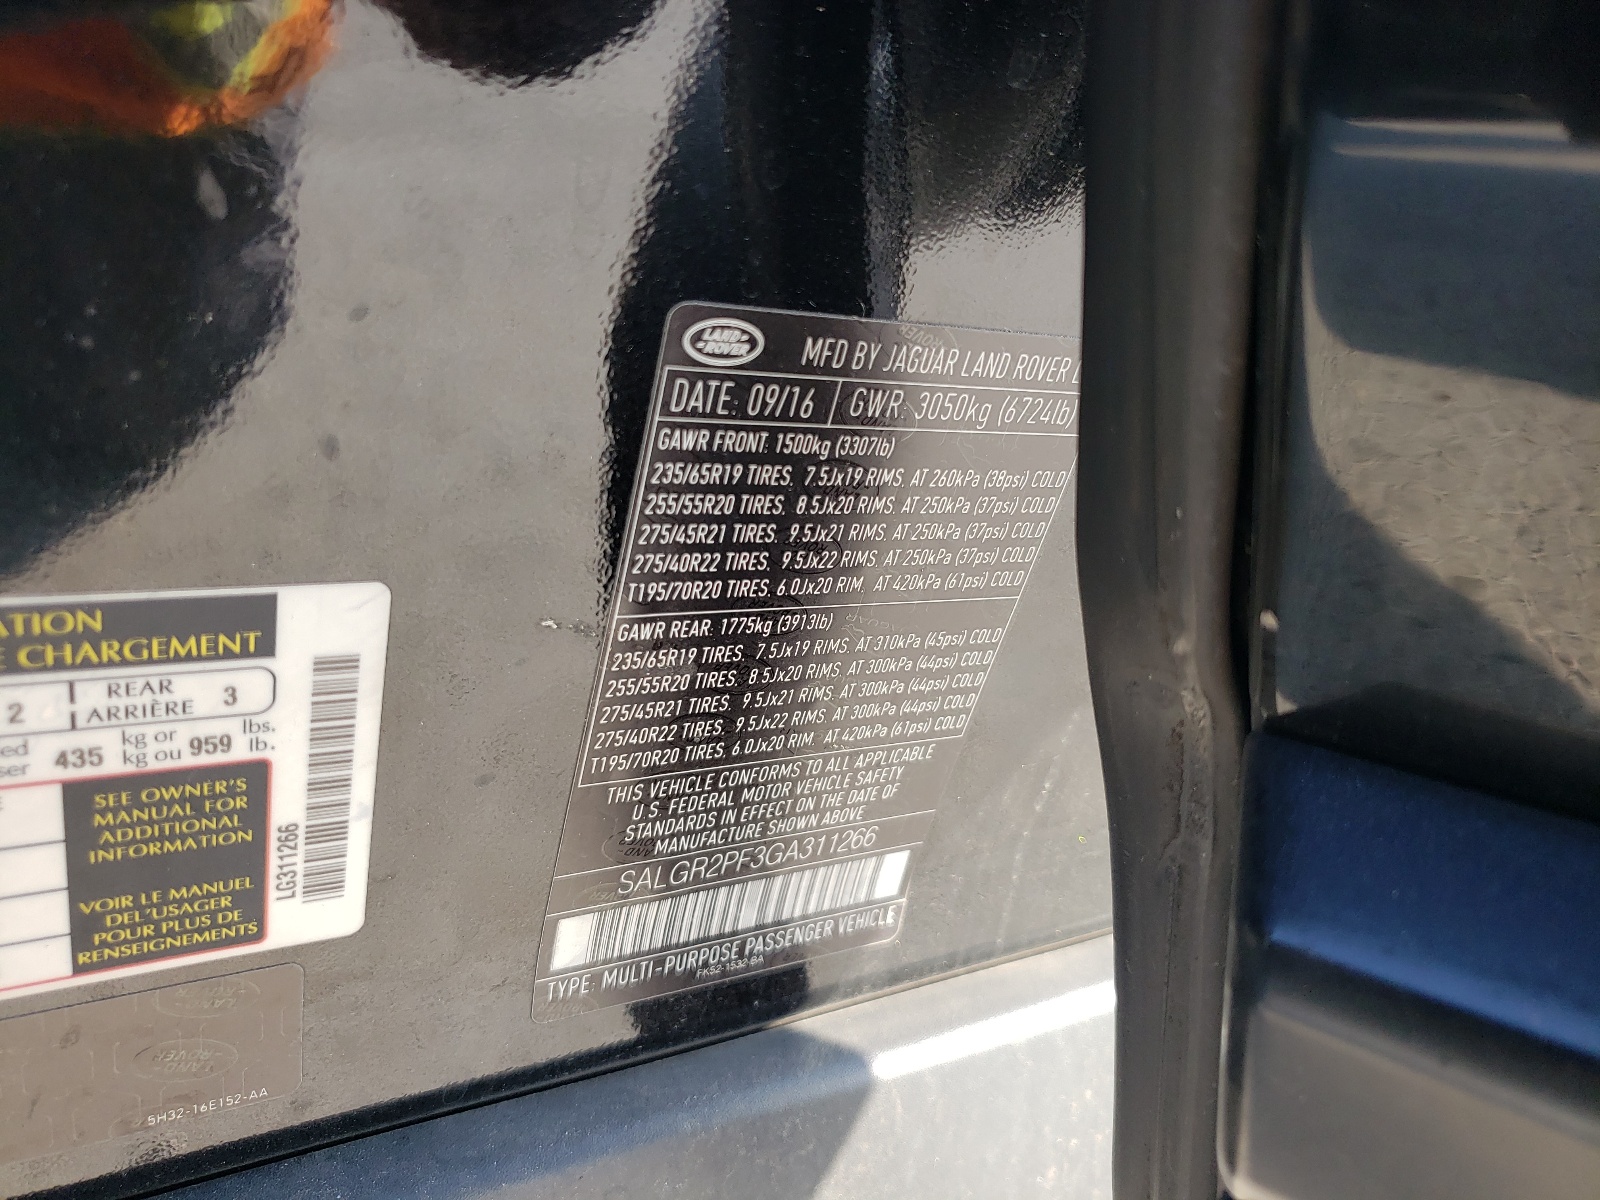 LAND ROVER
MFD BY JAGUAR LAND ROVER
DATE: 09/16 GWR: 3050kg (6724lb)
GAWR FRONT: 1500kg (3307lb)
235/65R19 TIRES, 7.5Jx19 RIMS, AT 260kPa (38psi) COLD
255/55R20 TIRES, 8.5Jx20 RIMS, AT 250kPa (37psi) COLD
275/45R21 TIRES, 9.5Jx21 RIMS, AT 250kPa (37psi) COLD
275/40R22 TIRES, 9.5Jx22 RIMS, AT 250kPa (37psi) COLD
T195/70R20 TIRES, 6.0Jx20 RIM, AT 420kPa (61psi) COLD
GAWR REAR: 1775kg (3913lb)
235/65R19 TIRES, 7.5Jx19 RIMS, AT 310kPa (45psi) COLD
255/55R20 TIRES, 8.5Jx20 RIMS, AT 300kPa (44psi) COLD
275/45R21 TIRES, 9.5Jx21 RIMS, AT 300kPa (44psi) COLD
275/40R22 TIRES, 9.5Jx22 RIMS, AT 300kPa (44psi) COLD
T195/70R20 TIRES, 6.0Jx20 RIM, AT 420kPa (61psi) COLD
THIS VEHICLE CONFORMS TO ALL APPLICABLE
U.S. FEDERAL MOTOR VEHICLE SAFETY
STANDARDS IN EFFECT ON THE DATE OF
MANUFACTURE SHOWN ABOVE
SALGR2PF3GA311266
TYPE: MULTI-PURPOSE PASSENGER VEHICLE
FK52-1532-BA
CHARGEMENT
2 REAR 3
ARRIÈRE
435 kg or 959 lbs.
kg ou lb.
SEE OWNER'S
MANUAL FOR
ADDITIONAL
INFORMATION
VOIR LE MANUEL
DEL'USAGER
POUR PLUS DE
RENSEIGNEMENTS
LG311266
5H32-16E152-AA